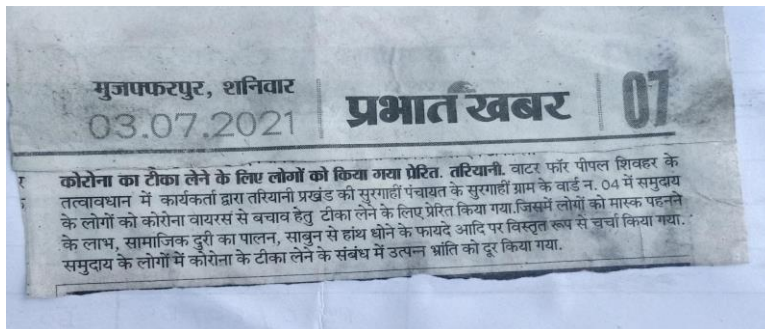 मुजफ्फरपुर, शनिवार
03.07.2021
प्रभात खबर
07
कोरोना का टीका लेने के लिए लोगों को किया गया प्रेरित. तरियानी. वाटर फॉर पीपल शिवहर के
तत्वावधान में कार्यकर्ता द्वारा तरियानी प्रखंड की सुरगाहीं पंचायत के सुरगाहीं ग्राम के वार्ड न. 04 में समुदाय
के लोगों को कोरोना वायरस से बचाव हेतु टीका लेने के लिए प्रेरित किया गया.जिसमें लोगों को मास्क पहनने
के लाभ, सामाजिक दुरी का पालन, साबुन से हांथ धोने के फायदे आदि पर विस्तृत रूप से चर्चा किया गया.
समुदाय के लोगों में कोरोना के टीका लेने के संबंध में उत्पन्न भ्रांति को दूर किया गया.